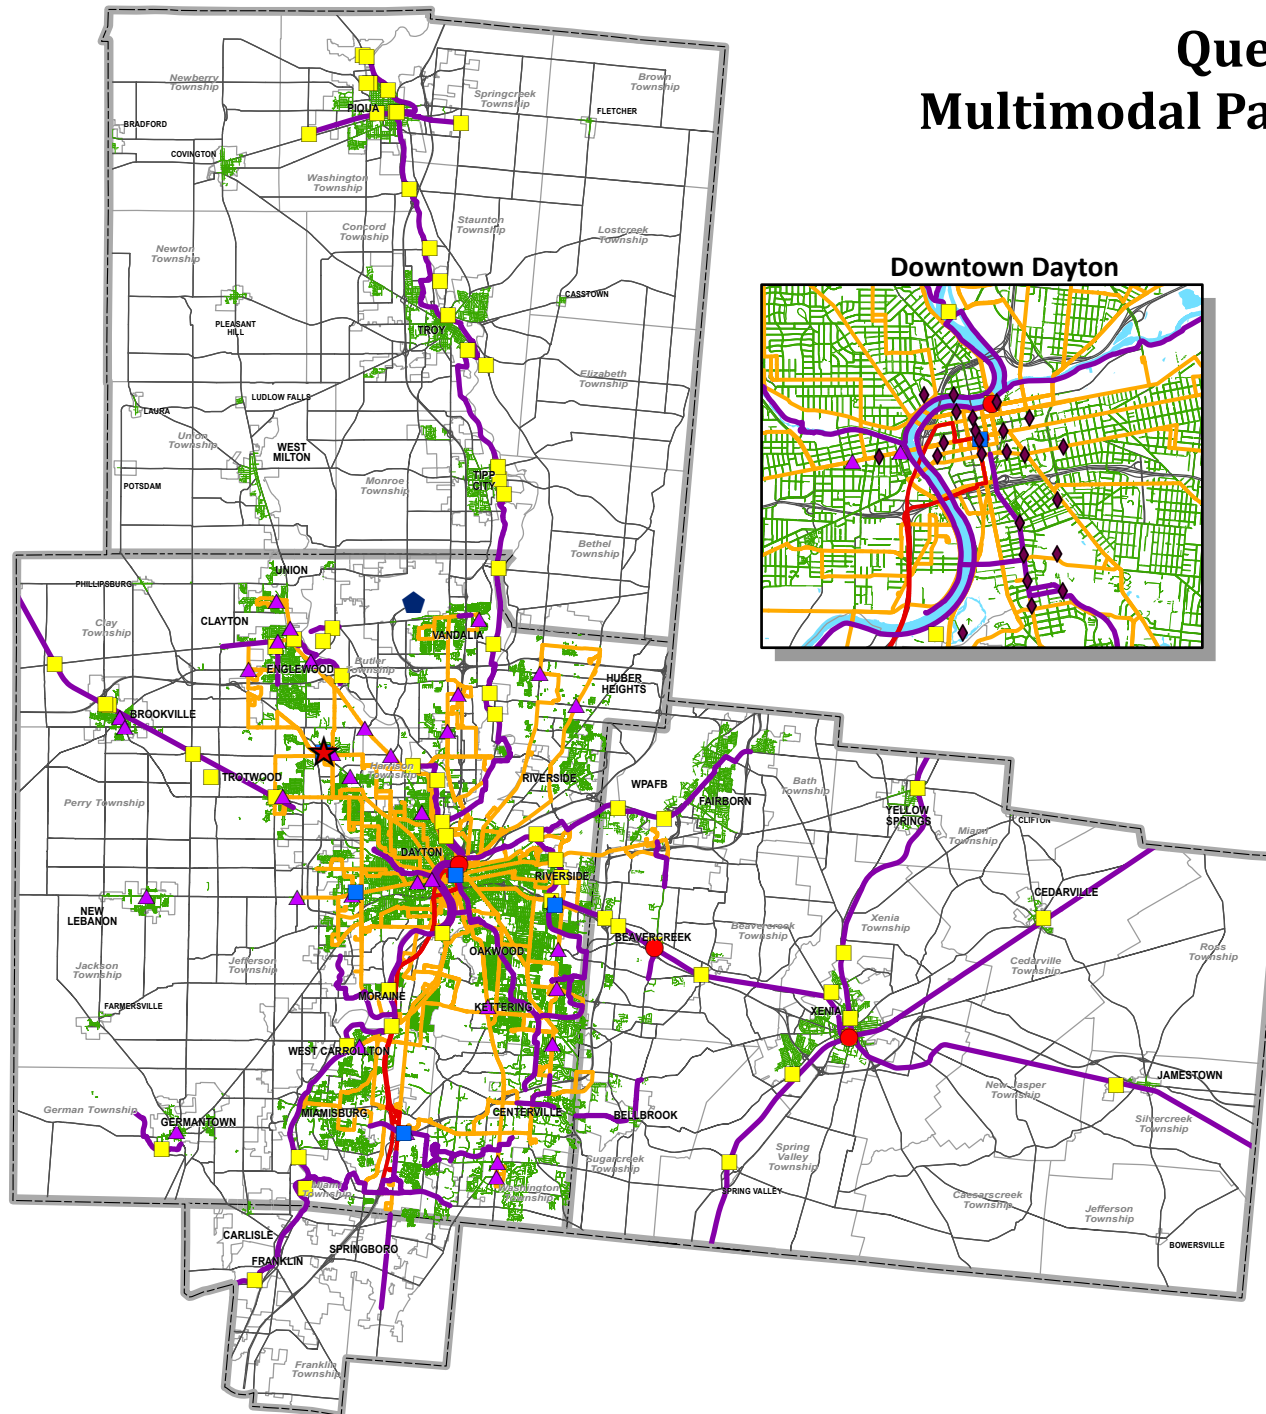 Que
Multimodal Pa
Downtown Dayton
Newberry
Township
Brown
Township
Springcreek
Township
PIQUA
FLETCHER
BRADFORD
COVINGTON
Washington
Township
Concord
Township
Staunton
Township
Lostcreek
Township
Newton
Township
CASSTOWN
PLEASANT
HILL
TROY
Elizabeth
Township
LUDLOW FALLS
LAURA
Union
Township
WEST
MILTON
TIPP
CITY
POTSDAM
Monroe
Township
Bethel
Township
UNION
PHILLIPSBURG
CLAYTON
Clay
Township
VANDALIA
Butler
Township
ENGLEWOOD
HUBER
HEIGHTS
BROOKVILLE
TROTWOOD
Harrison
Township
RIVERSIDE
WPAFB
FAIRBORN
Bath
Township
YELLOW
SPRINGS
CLIFTON
Miami
Township
Perry Township
DAYTON
RIVERSIDE
CEDARVILLE
NEW
LEBANON
Beavercreek
Township
Xenia
Township
BEAVERCREEK
OAKWOOD
Cedarville
Township
Ross
Township
Jackson
Township
Jefferson
Township
MORAINE
KETTERING
XENIA
FARMERSVILLE
WEST CARROLLTON
JAMESTOWN
New Jasper
Township
German Township
GERMANTOWN
MIAMISBURG
CENTERVILLE
BELLBROOK
Silvercreek
Township
Spring
Valley
Township
Sugarcreek
Township
Miami
Township
Washington
Township
SPRING VALLEY
Caesarscreek
Township
Jefferson
Township
CARLISLE
SPRINGBORO
FRANKLIN
BOWERSVILLE
Franklin
Township